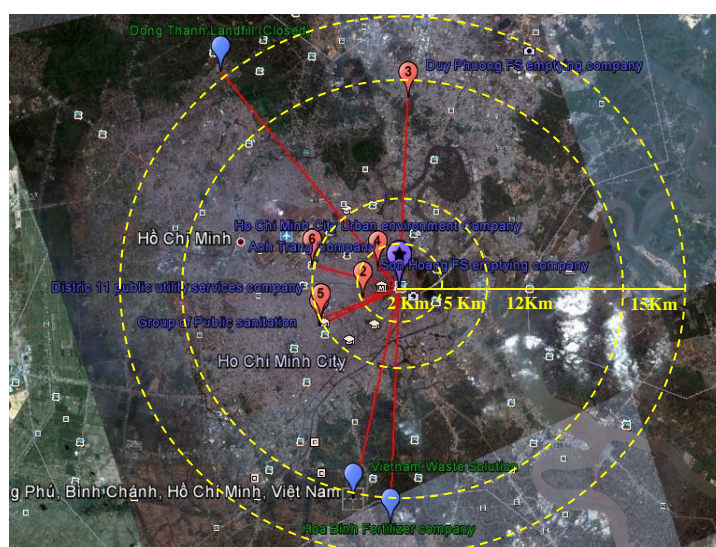 Dong Thanh Landfill (Closed
3
Duy Phuong FS emptying company
Ho Chi Minh City Urban environment Company
Hồ Chí Minh
6
Anh Trang company
4
Son Hoang FS emptying company
2
Distric 11 public utility services company
5
2 Km
5 Km
12Km
15Km
Group of Public sanitation
Ho Chi Minh City
Vietnam Waste Solution
g Phú, Bình Chánh, Hồ Chí Minh, Việt Nam
Hoa Binh Fertilizer company